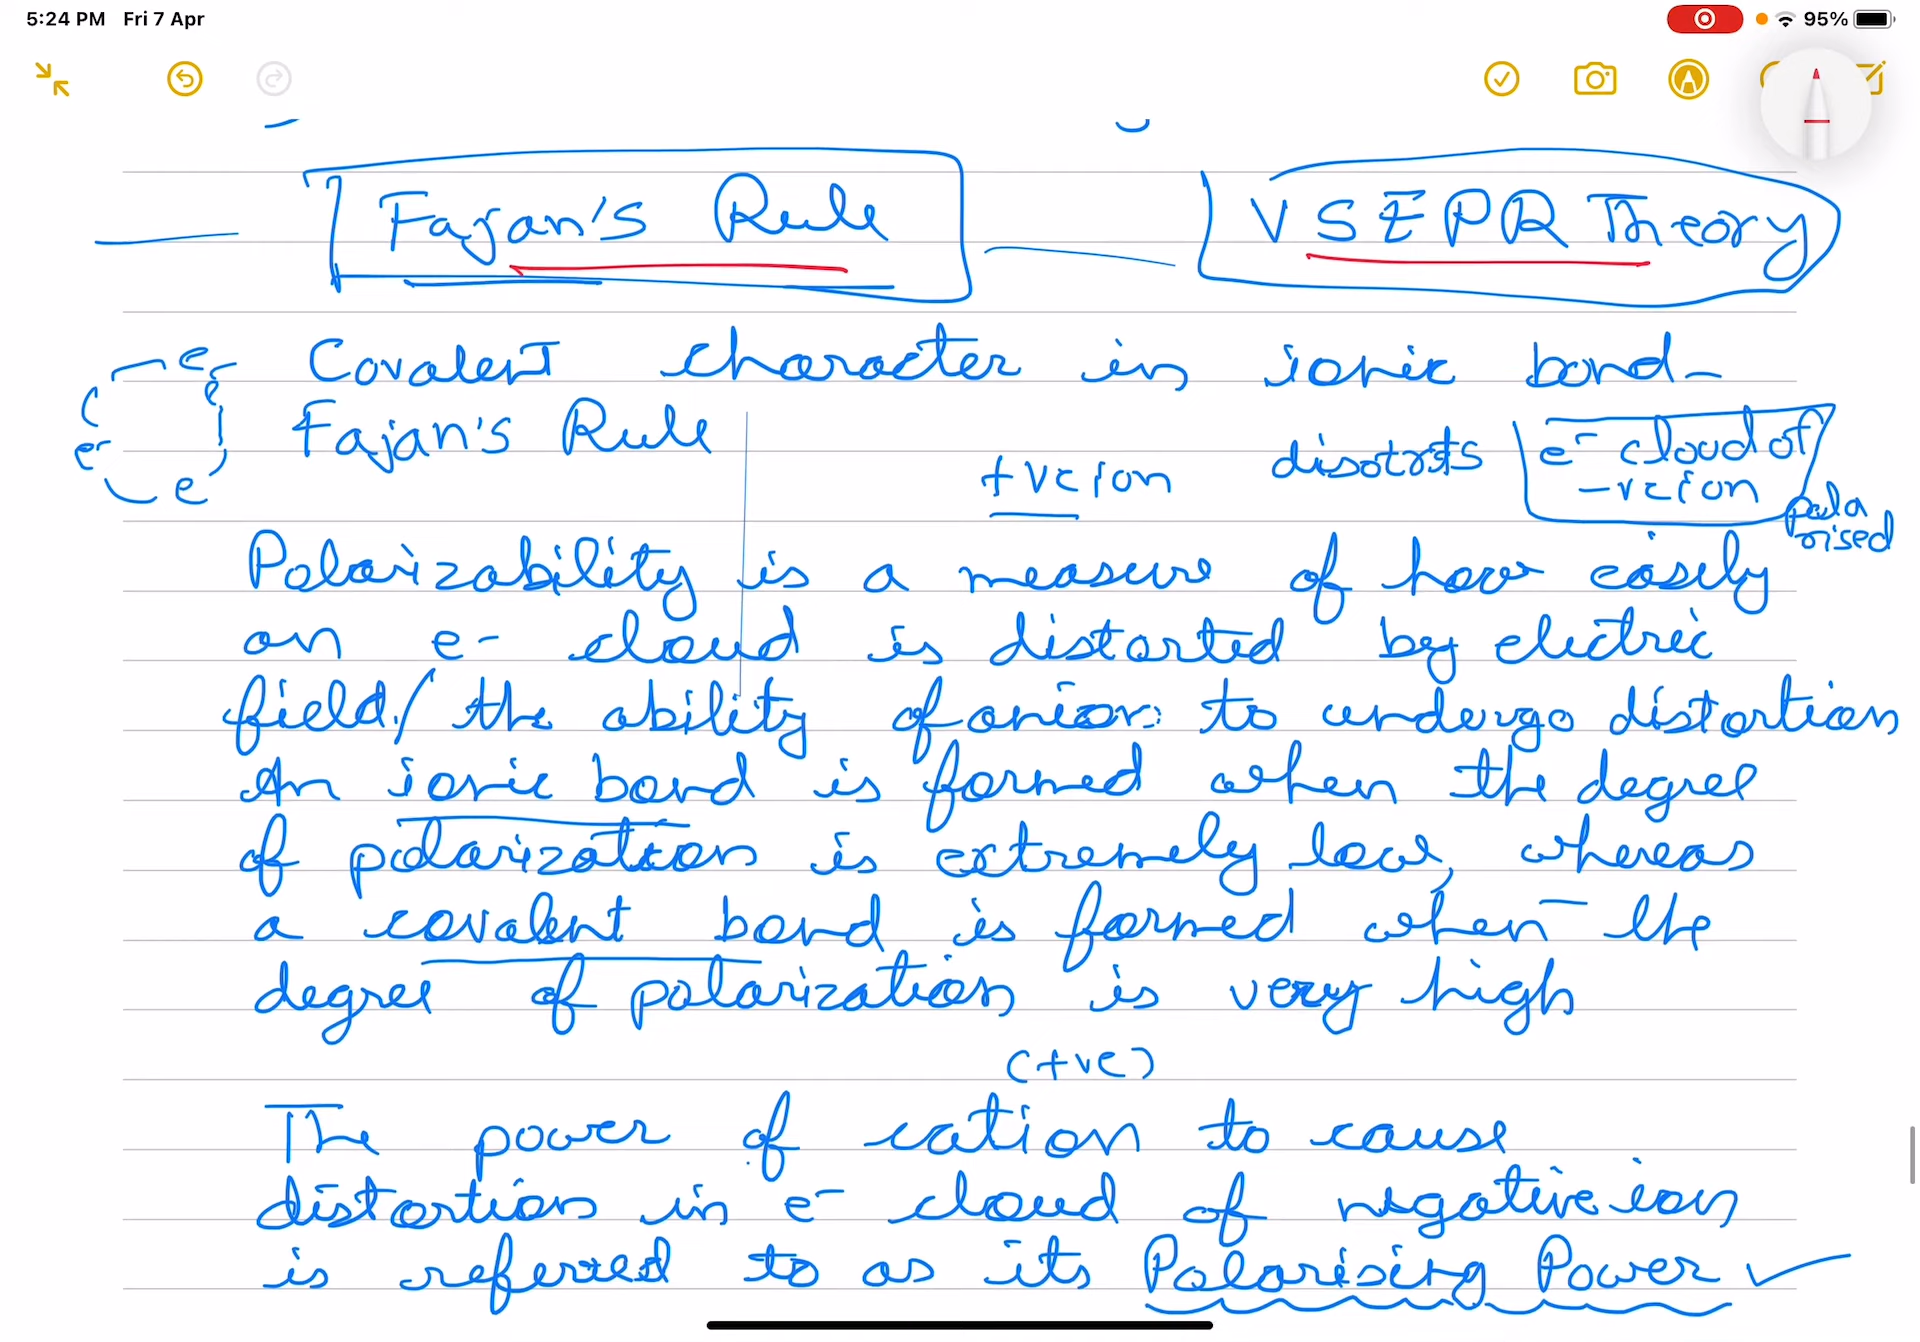 5:24 PM Fri 7 Apr
95%
Fajan's Rule
VSEPR Theory
Covalent character in ionic bond-
Fajan's Rule
e-
e
e-
e
+ve ion disotrts e- cloud of
-ve ion
pola
rised
Polarizability is a measure of how easily
an e- cloud is distorted by electric
field./ the ability of anion to undergo distortion
An ionic bond is formed when the degree
of polarization is extremely low, whereas
a covalent bond is formed when the
degree of polarization is very high
(+ve)
The power of cation to cause
distortion in e- cloud of negative ion
is referred to as its Polarising Power